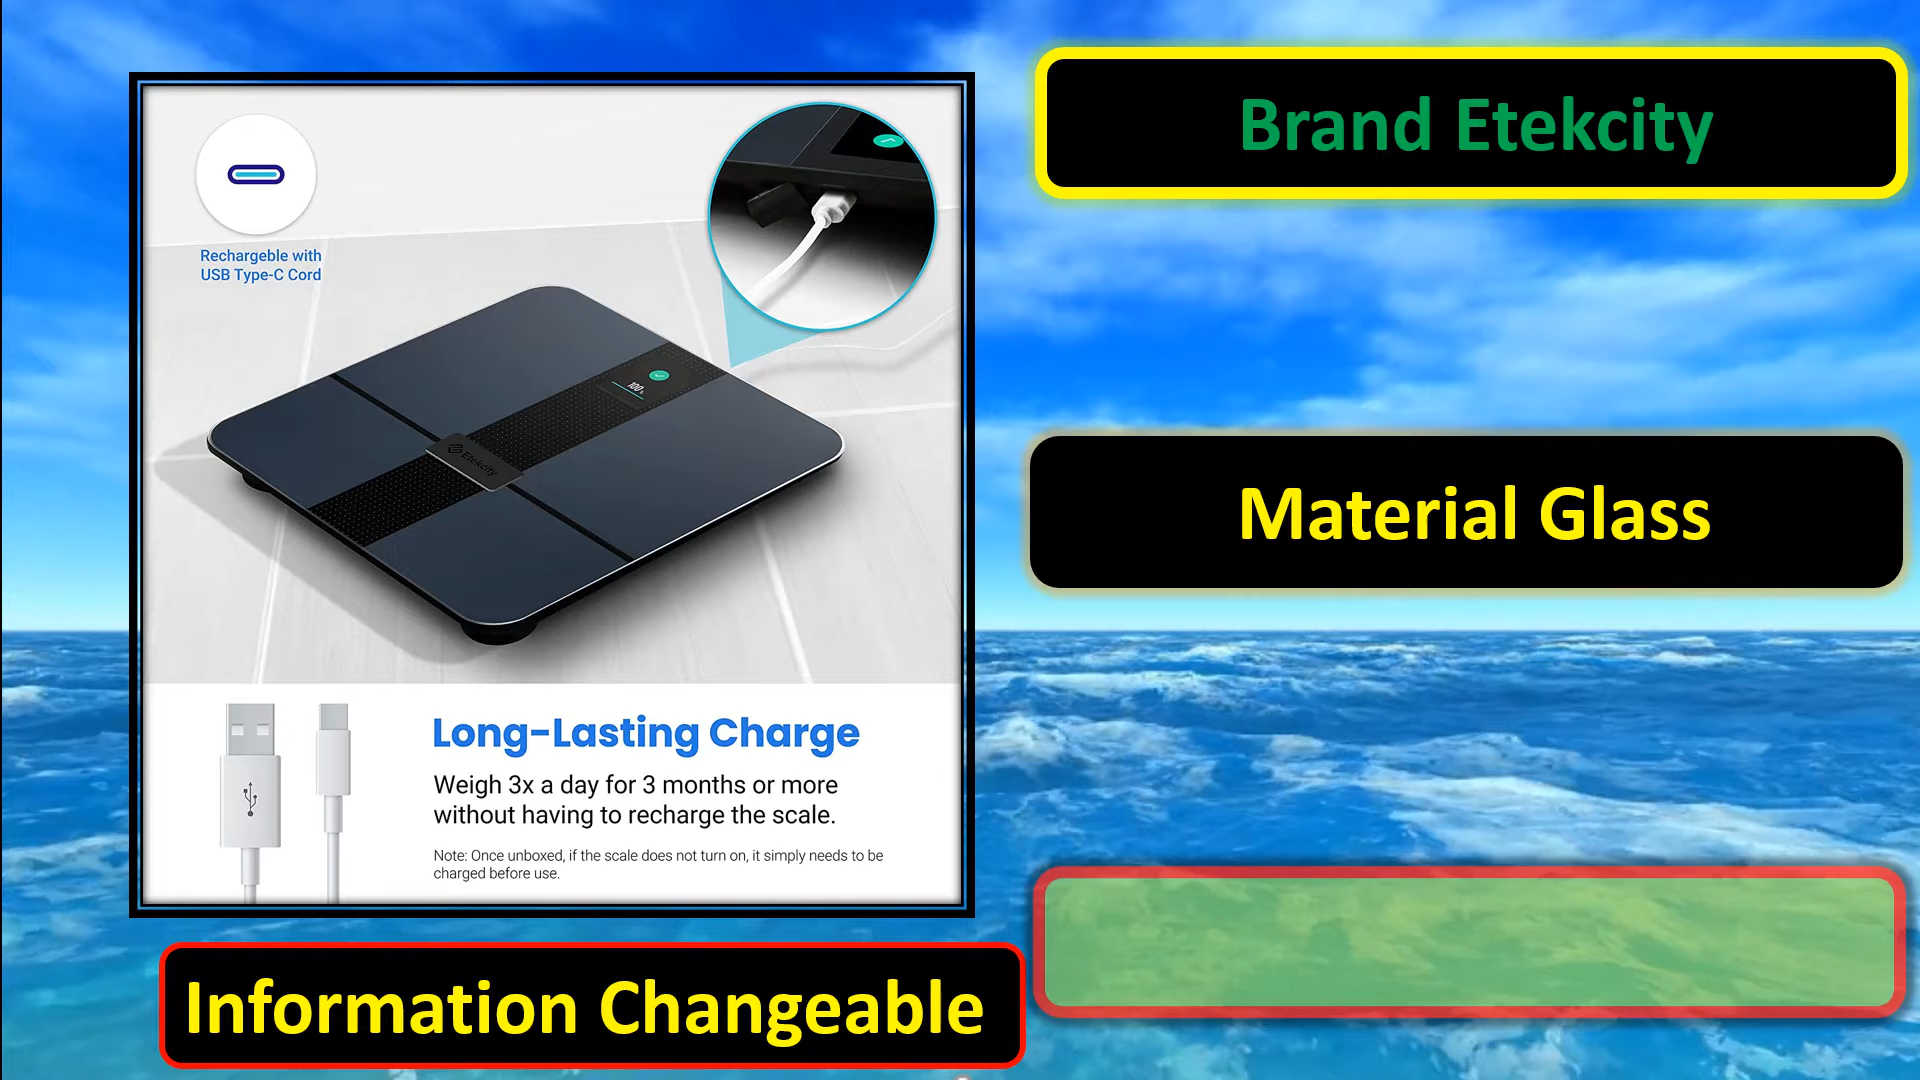 Rechargeble with
USB Type-C Cord
100
Etekcity
Long-Lasting Charge
Weigh 3x a day for 3 months or more
without having to recharge the scale.
Note: Once unboxed, if the scale does not turn on, it simply needs to be
charged before use.
Information Changeable
Brand Etekcity
Material Glass